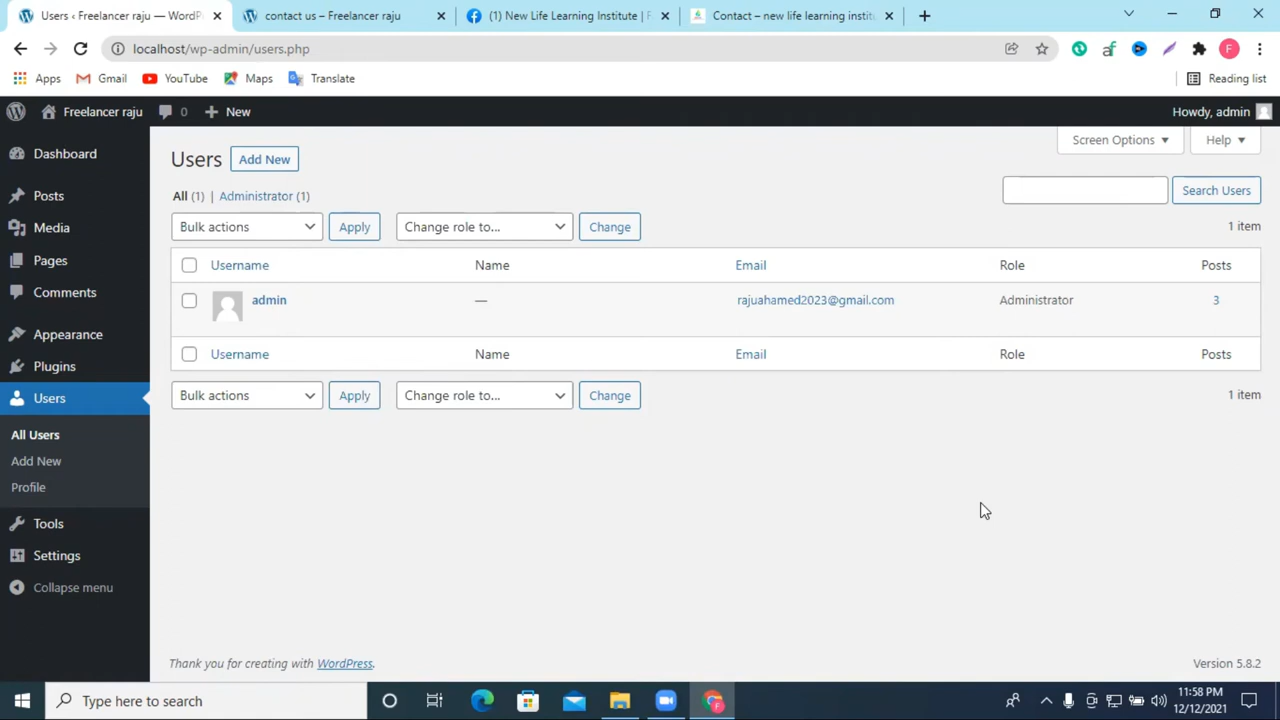 Users ‹ Freelancer raju — WordPr
contact us – Freelancer raju
(1) New Life Learning Institute | F
Contact – new life learning institu
localhost/wp-admin/users.php
Apps
Gmail
YouTube
Maps
Translate
Reading list
Freelancer raju
0
New
Howdy, admin
Dashboard
Posts
Media
Pages
Comments
Appearance
Plugins
Users
All Users
Add New
Profile
Tools
Settings
Collapse menu
Screen Options
Help
Users
Add New
All (1) | Administrator (1)
Search Users
Bulk actions
Apply
Change role to...
Change
1 item
Username Name Email Role Posts
admin — rajuahamed2023@gmail.com Administrator 3
Username Name Email Role Posts
Bulk actions
Apply
Change role to...
Change
1 item
Thank you for creating with WordPress.
Version 5.8.2
Type here to search
11:58 PM
12/12/2021